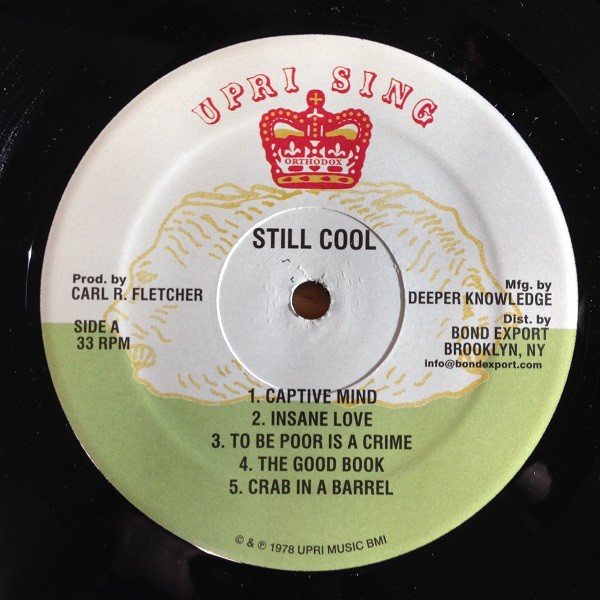 UPRI SING
ORTHODOX
STILL COOL
Prod. by
CARL R. FLETCHER
SIDE A
33 RPM
Mfg. by
DEEPER KNOWLEDGE
Dist. by
BOND EXPORT
BROOKLYN, NY
info@bondexport.com
1. CAPTIVE MIND
2. INSANE LOVE
3. TO BE POOR IS A CRIME
4. THE GOOD BOOK
5. CRAB IN A BARREL
© & ℗ 1978 UPRI MUSIC BMI